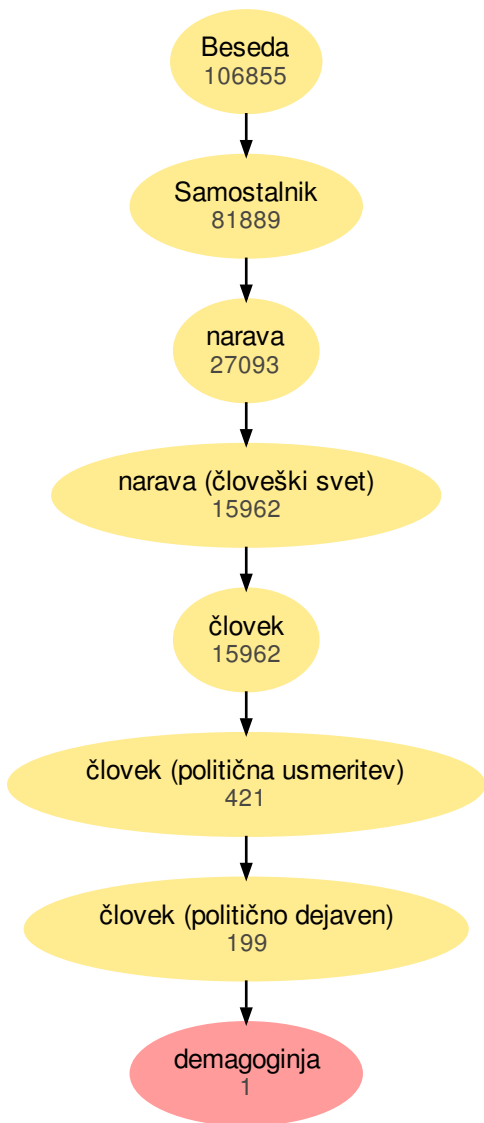 Beseda
106855
Samostalnik
81889
narava
27093
narava (človeški svet)
15962
človek
15962
človek (politična usmeritev)
421
človek (politično dejaven)
199
demagoginja
1